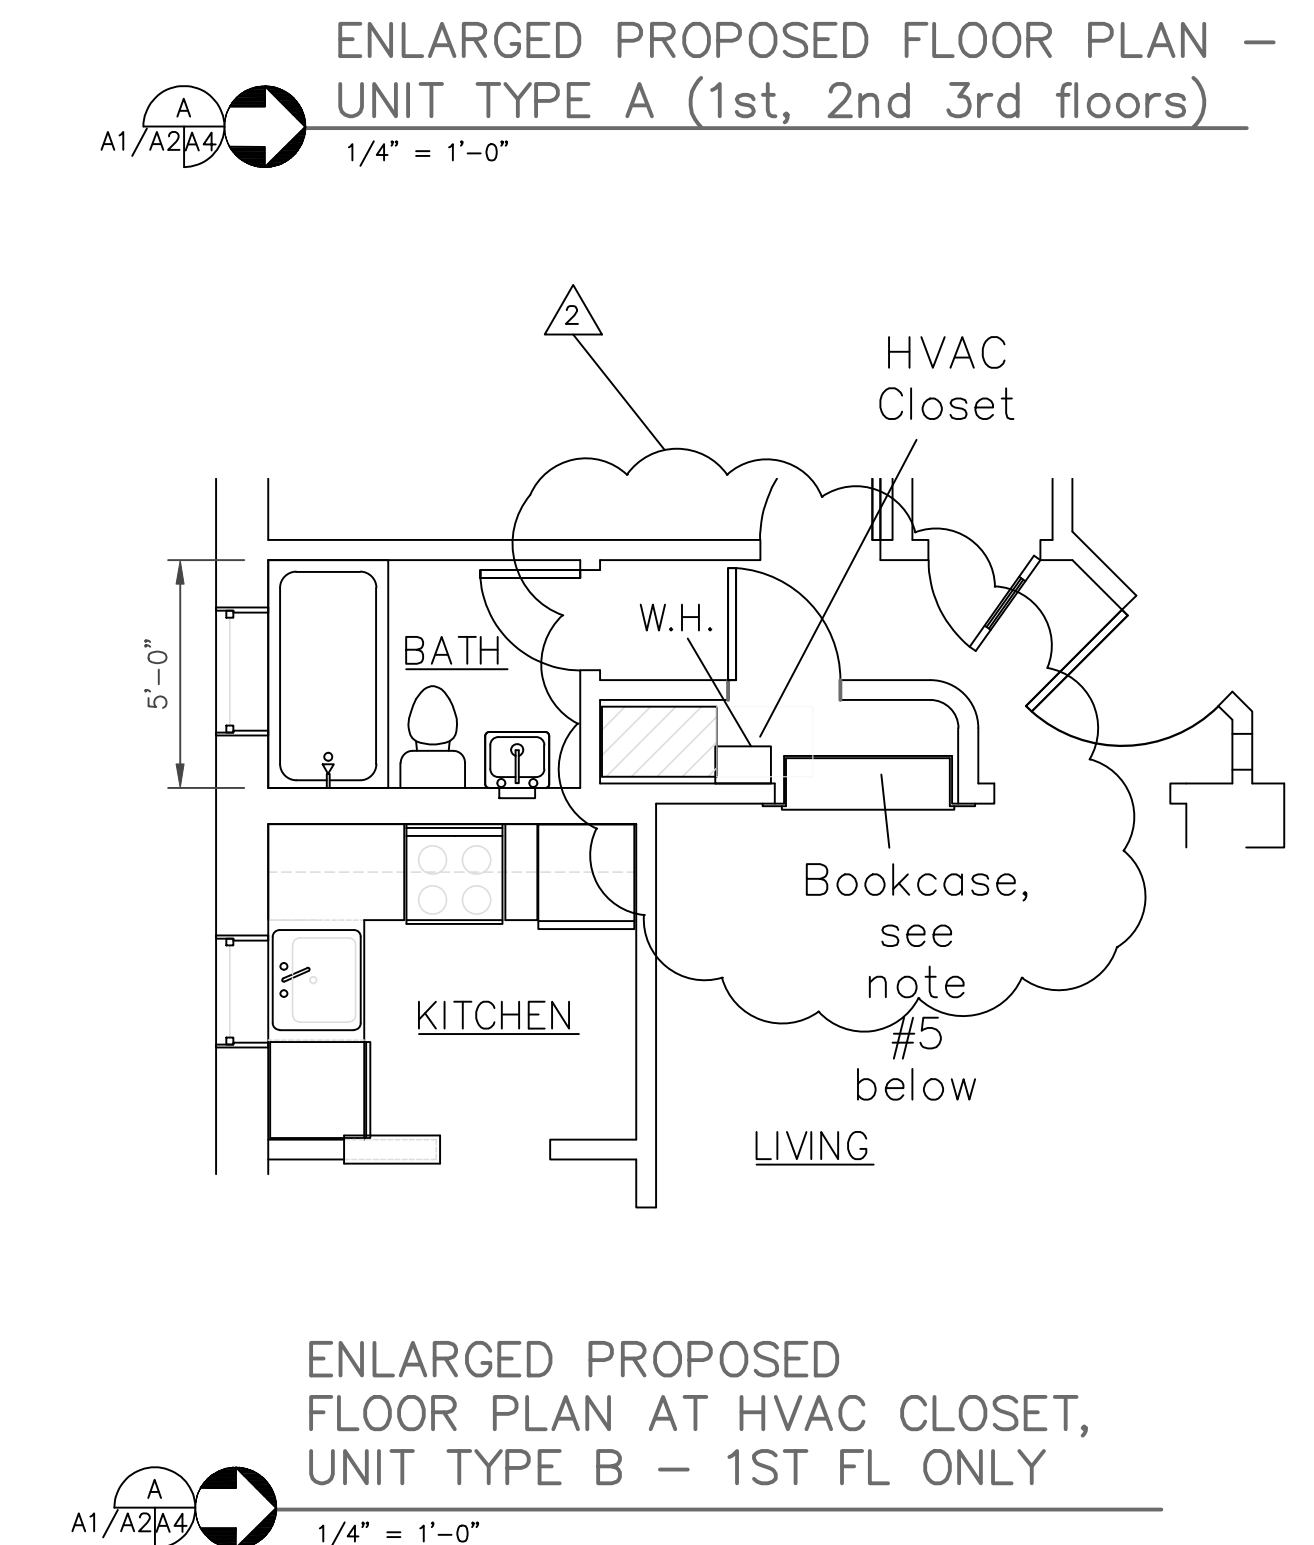 ENLARGED PROPOSED FLOOR PLAN –
UNIT TYPE A (1st, 2nd 3rd floors)
A
A1/A2 A4
1/4" = 1'-0"
2
HVAC
Closet
W.H.
BATH
5'-0"
Bookcase,
see
note
#5
below
KITCHEN
LIVING
ENLARGED PROPOSED
FLOOR PLAN AT HVAC CLOSET,
UNIT TYPE B – 1ST FL ONLY
A
A1/A2 A4
1/4" = 1'-0"